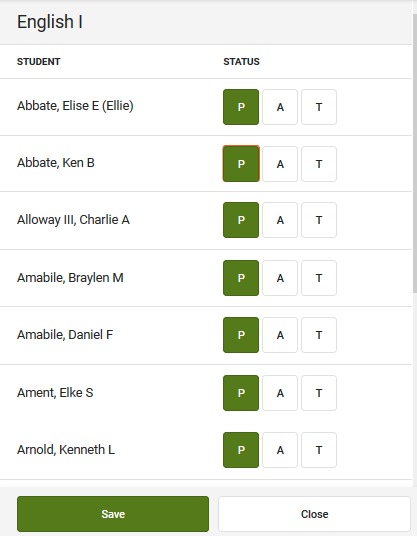 English I
STUDENT STATUS
Abbate, Elise E (Ellie) P A T
Abbate, Ken B P A T
Alloway III, Charlie A P A T
Amabile, Braylen M P A T
Amabile, Daniel F P A T
Ament, Elke S P A T
Arnold, Kenneth L P A T
Save Close